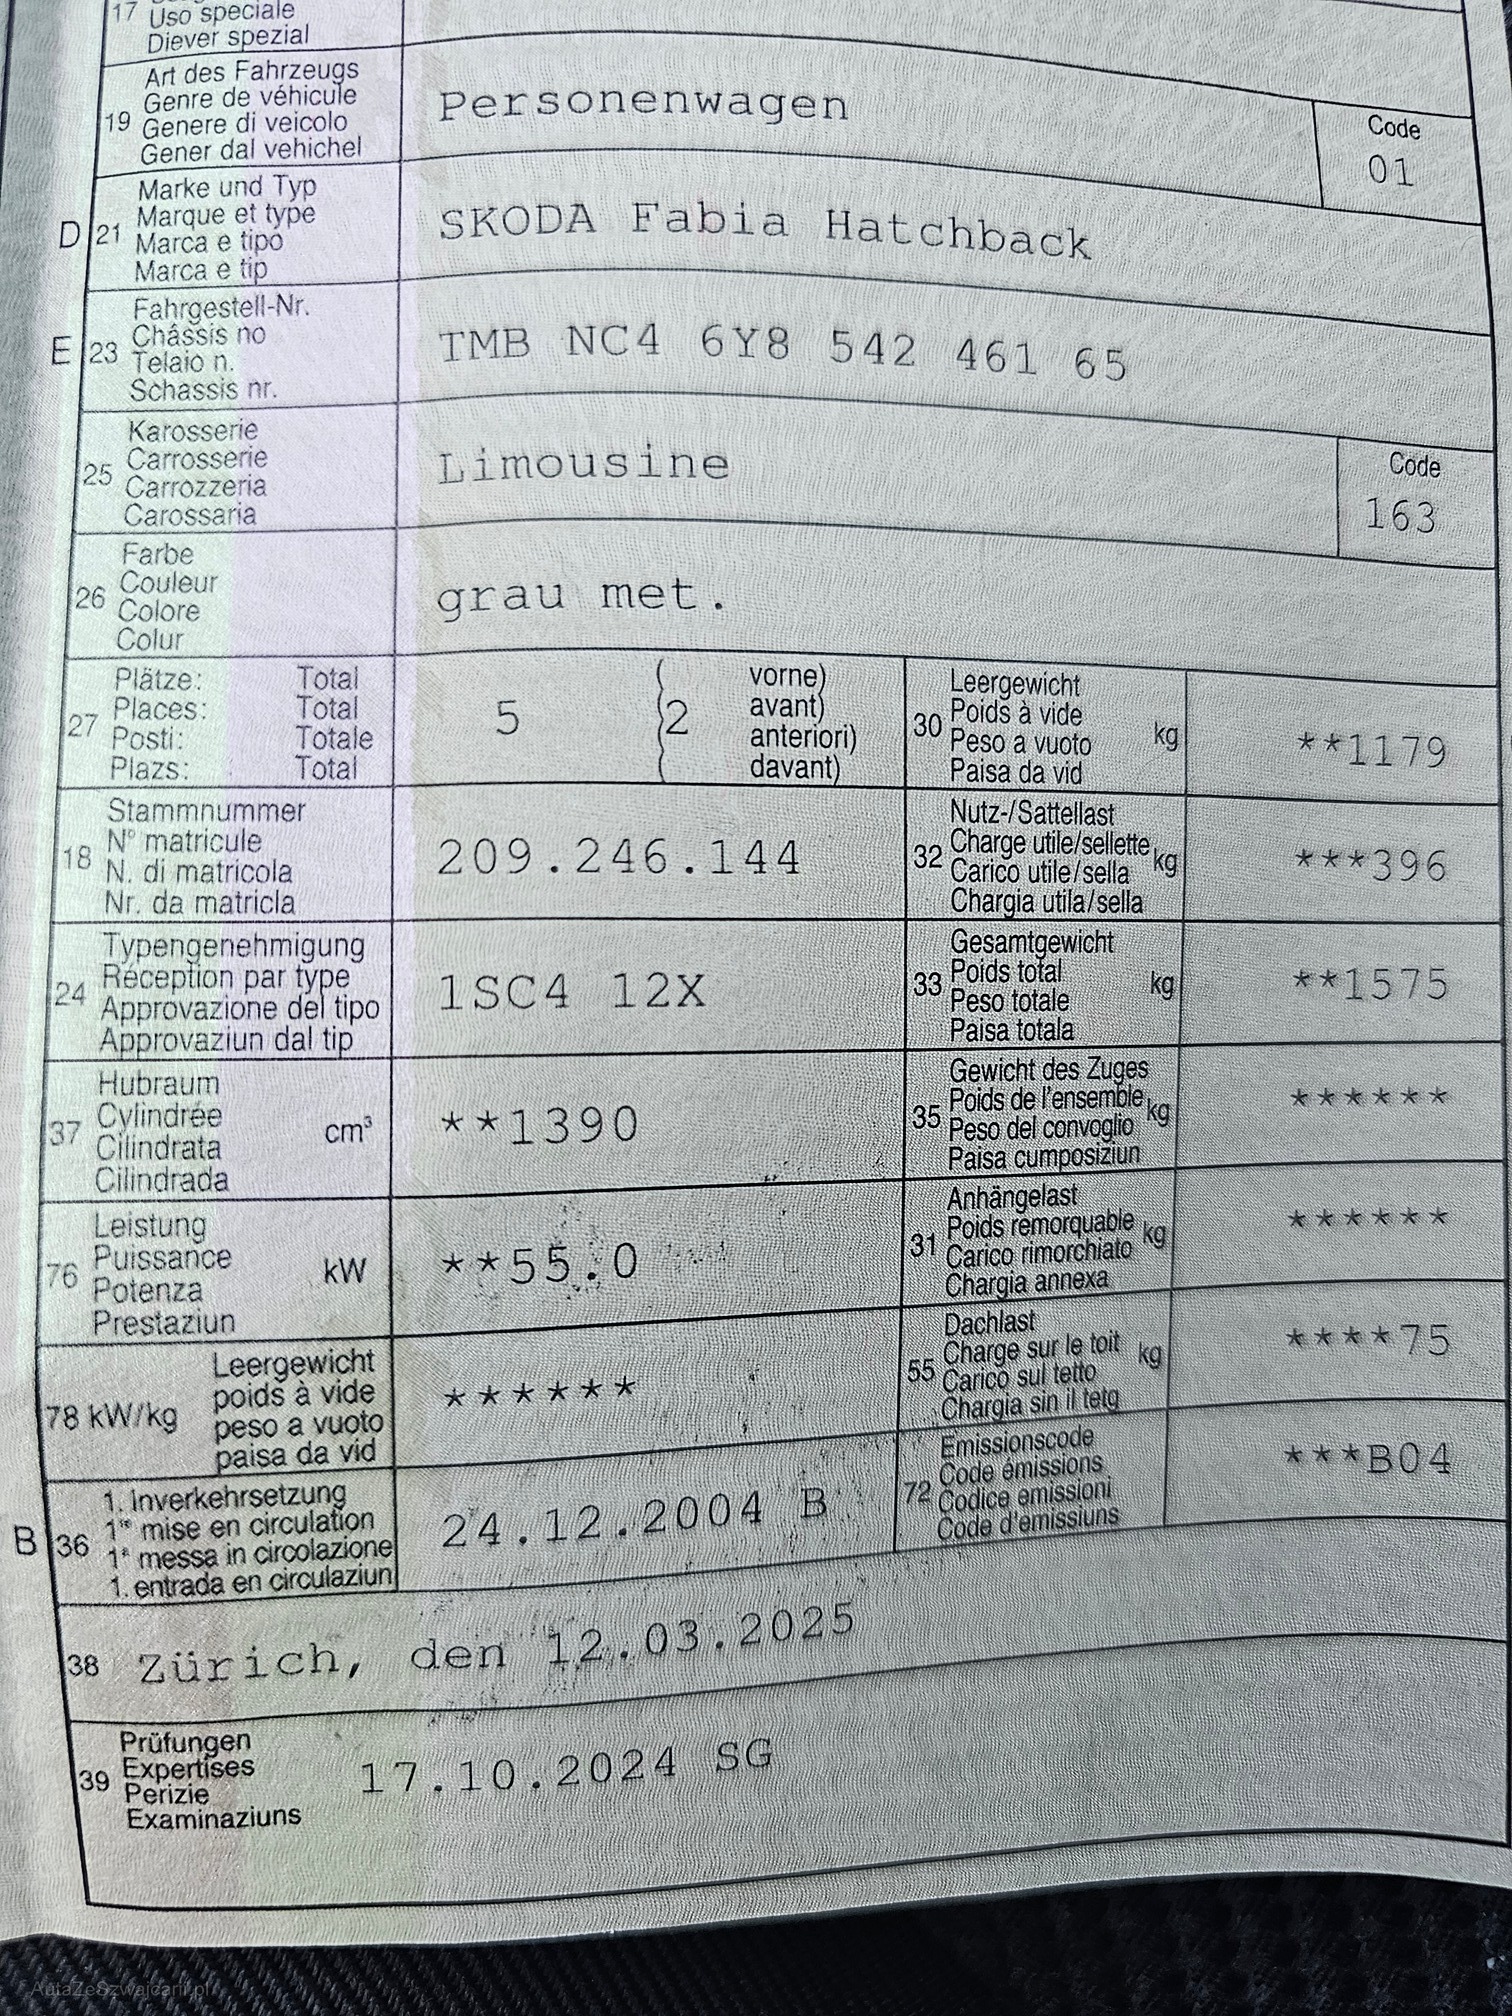 17 Uso speciale
Diever spezial
19 Art des Fahrzeugs
Genre de véhicule
Genere di veicolo
Gener dal vehichel
Personenwagen
Code
01
D 21 Marke und Typ
Marque et type
Marca e tipo
Marca e tip
SKODA Fabia Hatchback
E 23 Fahrgestell-Nr.
Châssis no
Telaio n.
Schassis nr.
TMB NC4 6Y8 542 461 65
25 Karosserie
Carrosserie
Carrozzeria
Carossaria
Limousine
Code
163
26 Farbe
Couleur
Colore
Colur
grau met.
27 Plätze: Total
Places: Total
Posti: Totale
Plazs: Total
5 2
vorne)
avant)
anteriori)
davant)
30 Leergewicht
Poids à vide
Peso a vuoto kg
Paisa da vid
**1179
18 Stammnummer
N° matricule
N. di matricola
Nr. da matricla
209.246.144
32 Nutz-/Sattellast
Charge utile/sellette kg
Carico utile/sella
Chargia utila/sella
***396
24 Typengenehmigung
Réception par type
Approvazione del tipo
Approvaziun dal tip
1SC4 12X
33 Gesamtgewicht
Poids total kg
Peso totale
Paisa totala
**1575
37 Hubraum
Cylindrée cm³
Cilindrata
Cilindrada
**1390
35 Gewicht des Zuges
Poids de l'ensemble kg
Peso del convoglio
Paisa cumposiziun
******
76 Leistung
Puissance kW
Potenza
Prestaziun
**55.0
31 Anhängelast
Poids remorquable kg
Carico rimorchiato
Chargia annexa
******
78 kW/kg Leergewicht
poids à vide
peso a vuoto
paisa da vid
******
55 Dachlast
Charge sur le toit kg
Carico sul tetto
Chargia sin il tetg
****75
B 36 1. Inverkehrsetzung
1re mise en circulation
1a messa in circolazione
1. entrada en circulaziun
24.12.2004 B
72 Emissionscode
Code émissions
Codice emissioni
Code d'emissiuns
***B04
38 Zürich, den 12.03.2025
39 Prüfungen
Expertises
Perizie
Examinaziuns
17.10.2024 SG
AutaZeSzwajcarii.pl